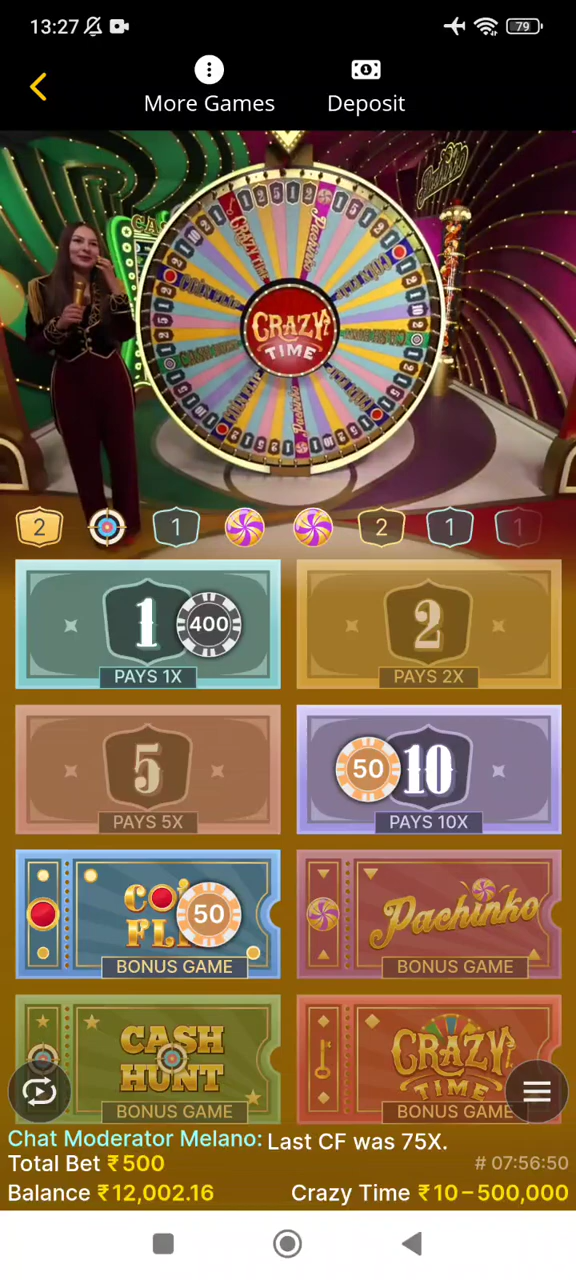 13:27
79
More Games
Deposit
CRAZY!
TIME
CRAZY TIME
Pachinko
2
1
2
1
1
1
400
PAYS 1X
2
PAYS 2X
5
PAYS 5X
50
10
PAYS 10X
50
BONUS GAME
Pachinko
BONUS GAME
CASH
HUNT
BONUS GAME
CRAZY!
TIME
BONUS GAME
Chat Moderator Melano: Last CF was 75X.
Total Bet ₹500
# 07:56:50
Balance ₹12,002.16
Crazy Time ₹10–500,000